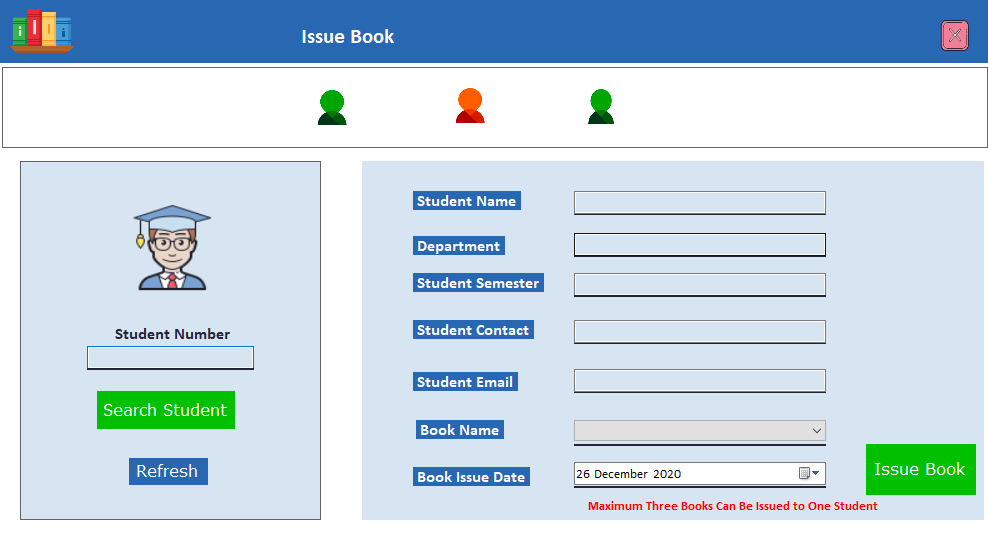 Issue Book
Student Number
Search Student
Refresh
Student Name
Department
Student Semester
Student Contact
Student Email
Book Name
Book Issue Date
26 December 2020
Issue Book
Maximum Three Books Can Be Issued to One Student